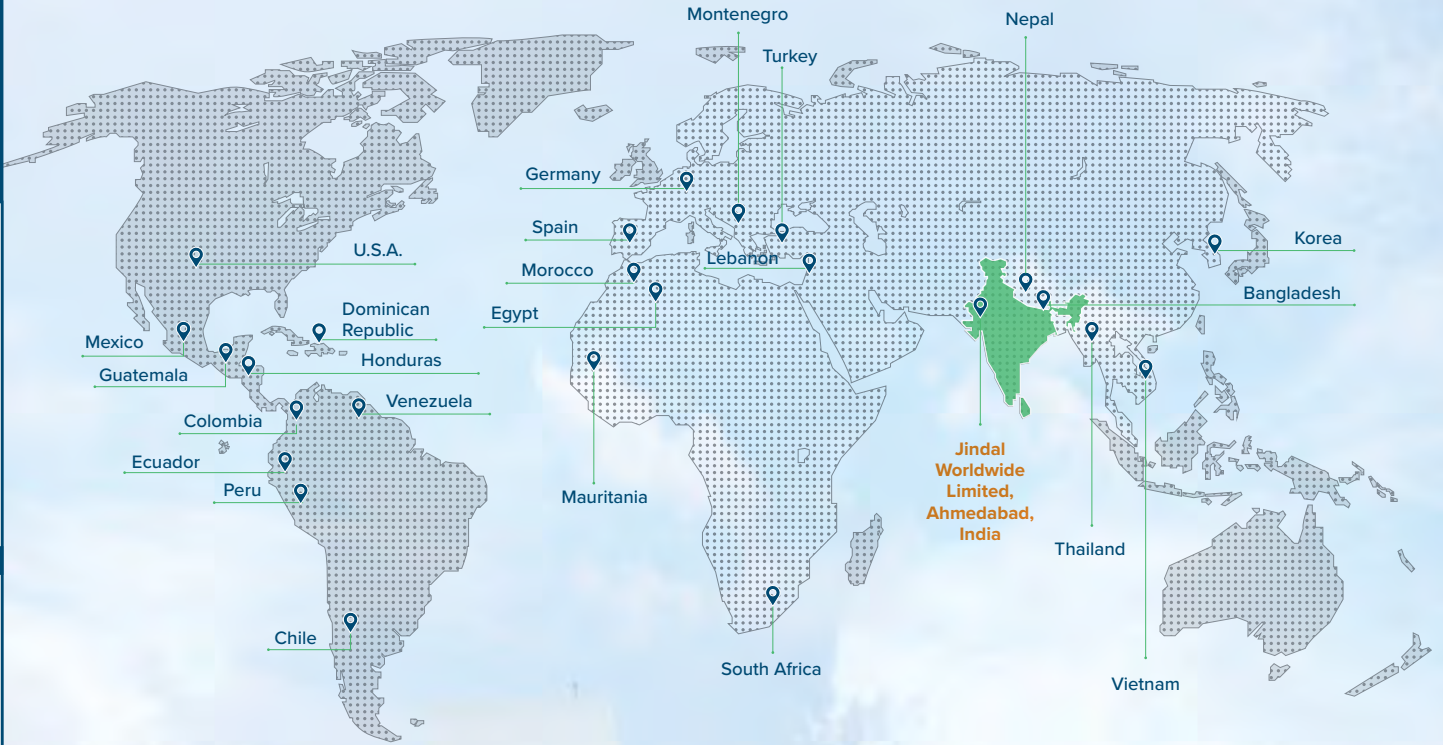 Montenegro
Nepal
Turkey
Germany
Spain
U.S.A.
Lebanon
Korea
Morocco
Bangladesh
Egypt
Dominican
Republic
Mexico
Honduras
Guatemala
Venezuela
Colombia
Ecuador
Peru
Mauritania
Jindal
Worldwide
Limited,
Ahmedabad,
India
Thailand
Chile
South Africa
Vietnam